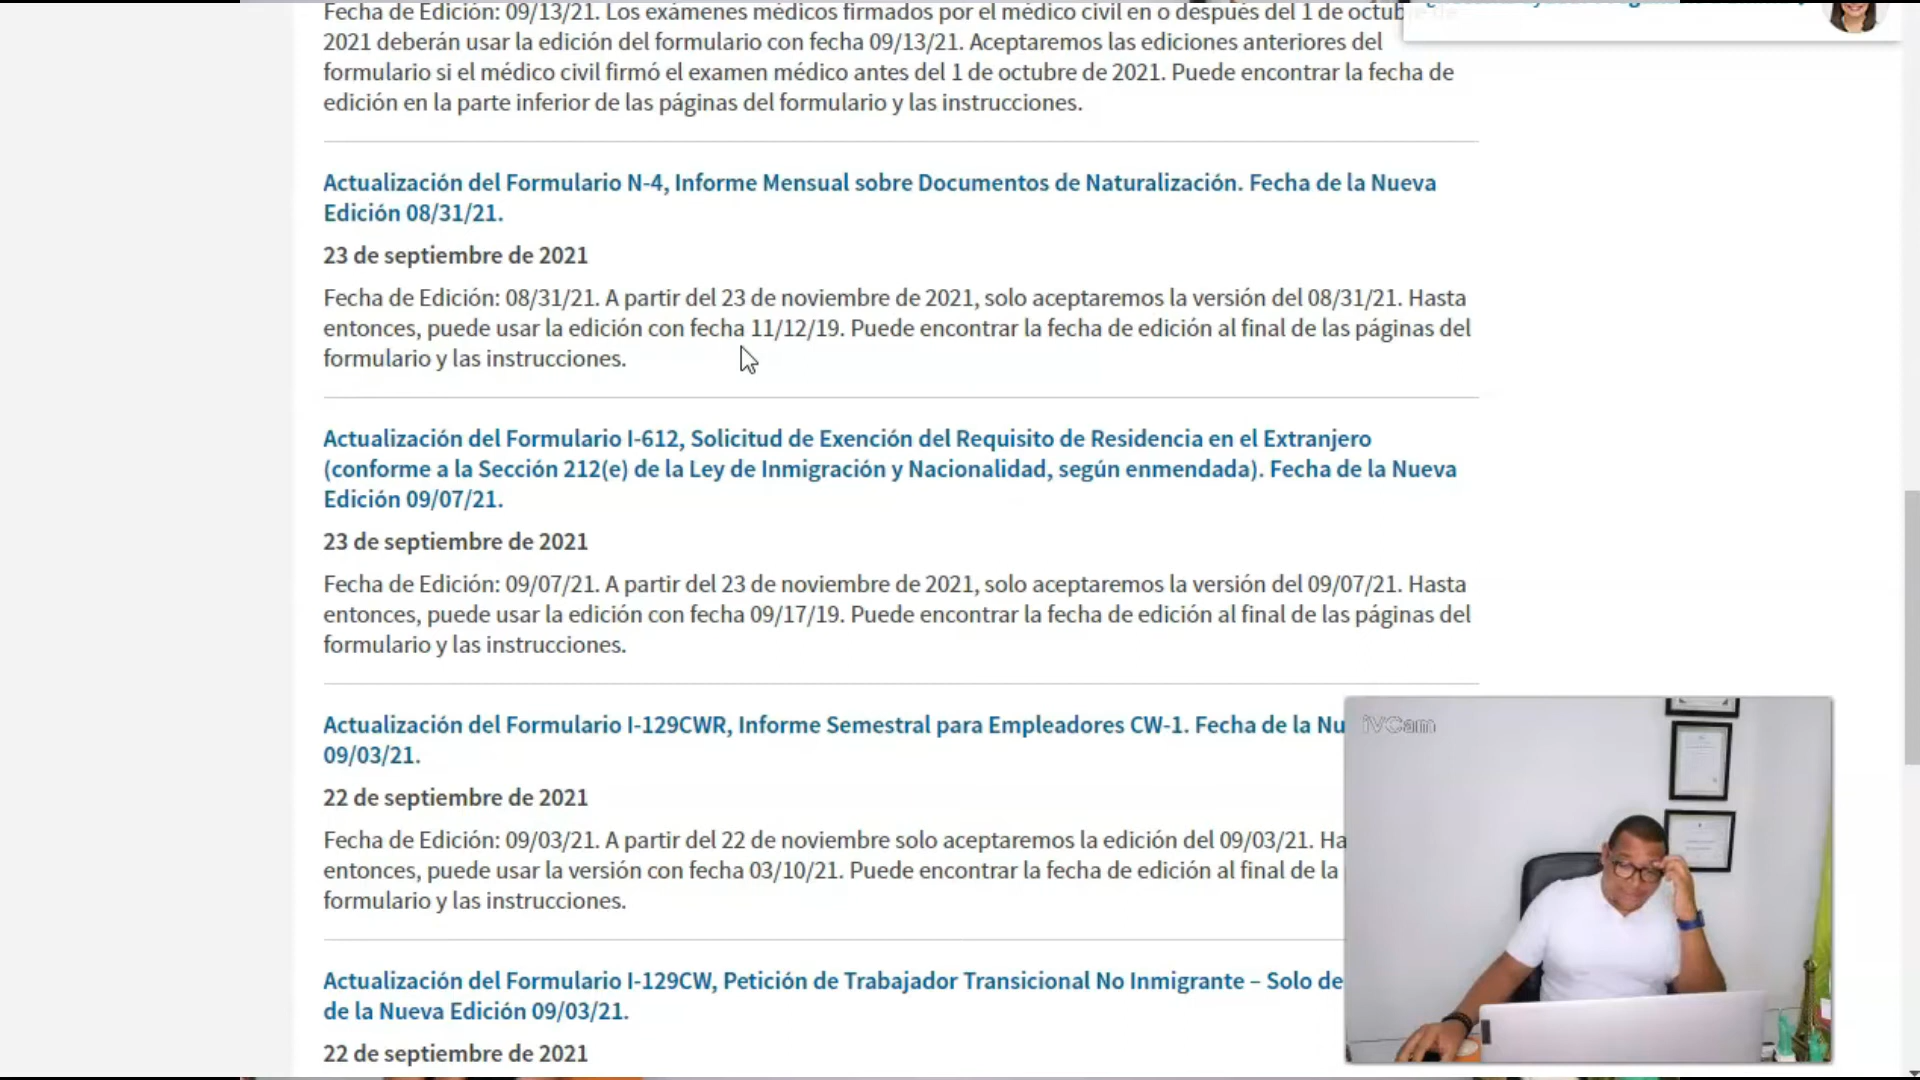 Fecha de Edición: 09/13/21. Los exámenes médicos firmados por el médico civil en o después del 1 de octubre de
2021 deberán usar la edición del formulario con fecha 09/13/21. Aceptaremos las ediciones anteriores del
formulario si el médico civil firmó el examen médico antes del 1 de octubre de 2021. Puede encontrar la fecha de
edición en la parte inferior de las páginas del formulario y las instrucciones.
Actualización del Formulario N-4, Informe Mensual sobre Documentos de Naturalización. Fecha de la Nueva
Edición 08/31/21.
23 de septiembre de 2021
Fecha de Edición: 08/31/21. A partir del 23 de noviembre de 2021, solo aceptaremos la versión del 08/31/21. Hasta
entonces, puede usar la edición con fecha 11/12/19. Puede encontrar la fecha de edición al final de las páginas del
formulario y las instrucciones.
Actualización del Formulario I-612, Solicitud de Exención del Requisito de Residencia en el Extranjero
(conforme a la Sección 212(e) de la Ley de Inmigración y Nacionalidad, según enmendada). Fecha de la Nueva
Edición 09/07/21.
23 de septiembre de 2021
Fecha de Edición: 09/07/21. A partir del 23 de noviembre de 2021, solo aceptaremos la versión del 09/07/21. Hasta
entonces, puede usar la edición con fecha 09/17/19. Puede encontrar la fecha de edición al final de las páginas del
formulario y las instrucciones.
Actualización del Formulario I-129CWR, Informe Semestral para Empleadores CW-1. Fecha de la Nu
09/03/21.
22 de septiembre de 2021
Fecha de Edición: 09/03/21. A partir del 22 de noviembre solo aceptaremos la edición del 09/03/21. Ha
entonces, puede usar la versión con fecha 03/10/21. Puede encontrar la fecha de edición al final de la
formulario y las instrucciones.
Actualización del Formulario I-129CW, Petición de Trabajador Transicional No Inmigrante – Solo de
de la Nueva Edición 09/03/21.
22 de septiembre de 2021
iVCam